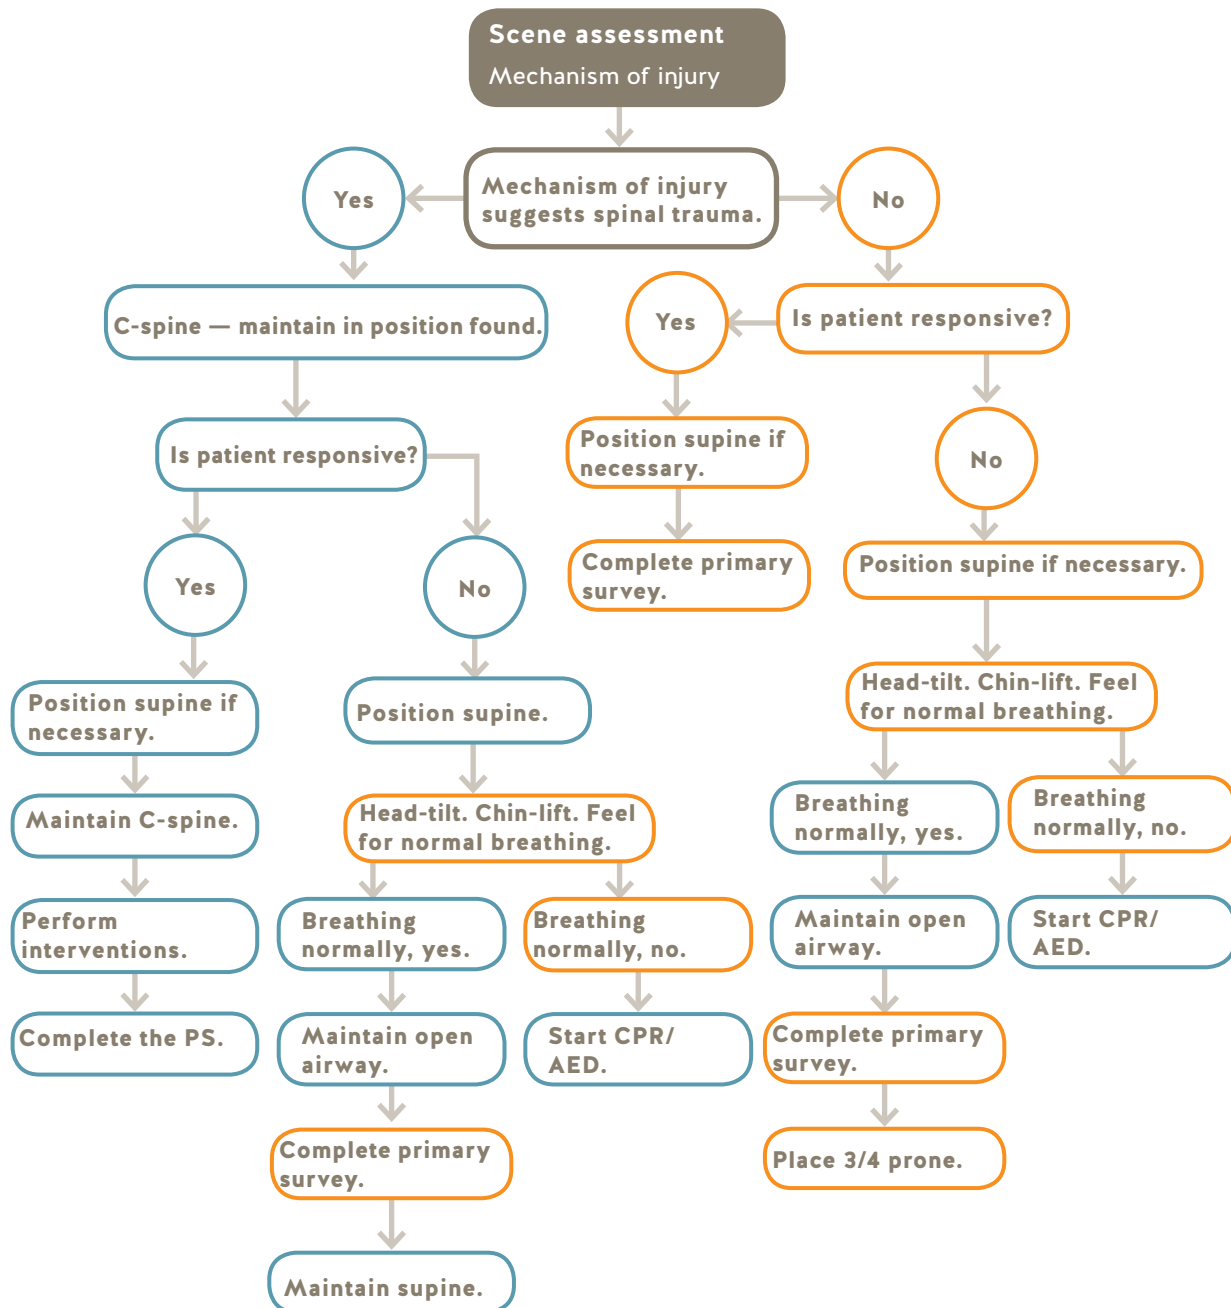 Scene assessment
Mechanism of injury
Mechanism of injury
suggests spinal trauma.
Yes
No
C-spine — maintain in position found.
Yes
Is patient responsive?
Is patient responsive?
Position supine if
necessary.
No
Yes
No
Complete primary
survey.
Position supine if necessary.
Position supine if
necessary.
Position supine.
Head-tilt. Chin-lift. Feel
for normal breathing.
Maintain C-spine.
Head-tilt. Chin-lift. Feel
for normal breathing.
Breathing
normally, yes.
Breathing
normally, no.
Perform
interventions.
Breathing
normally, yes.
Breathing
normally, no.
Maintain open
airway.
Start CPR/
AED.
Complete the PS.
Maintain open
airway.
Start CPR/
AED.
Complete primary
survey.
Complete primary
survey.
Place 3/4 prone.
Maintain supine.